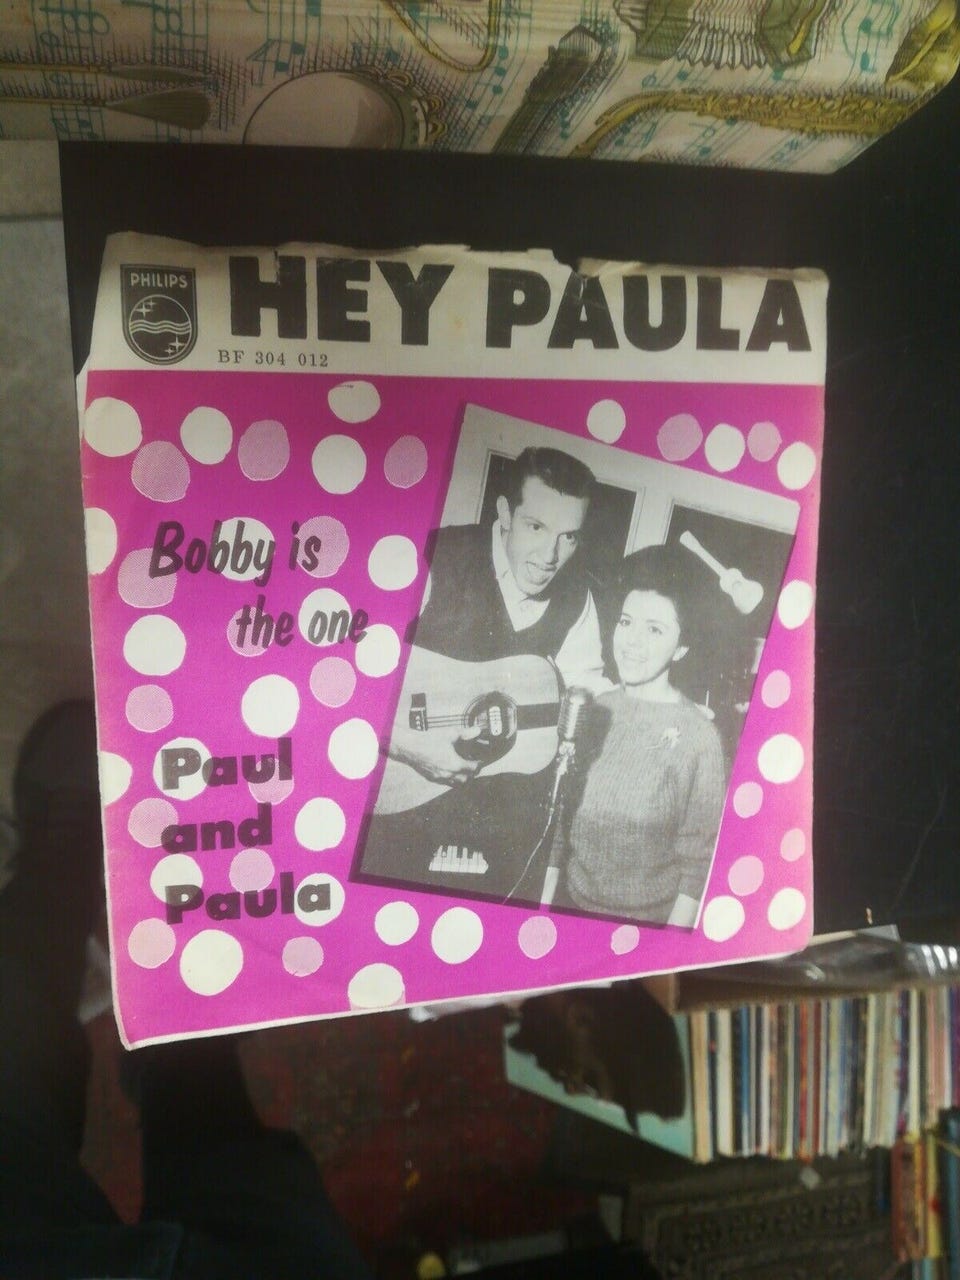 PHILIPS
HEY PAULA
BF 304 012
Bobby is
the one
Paul
and
Paula